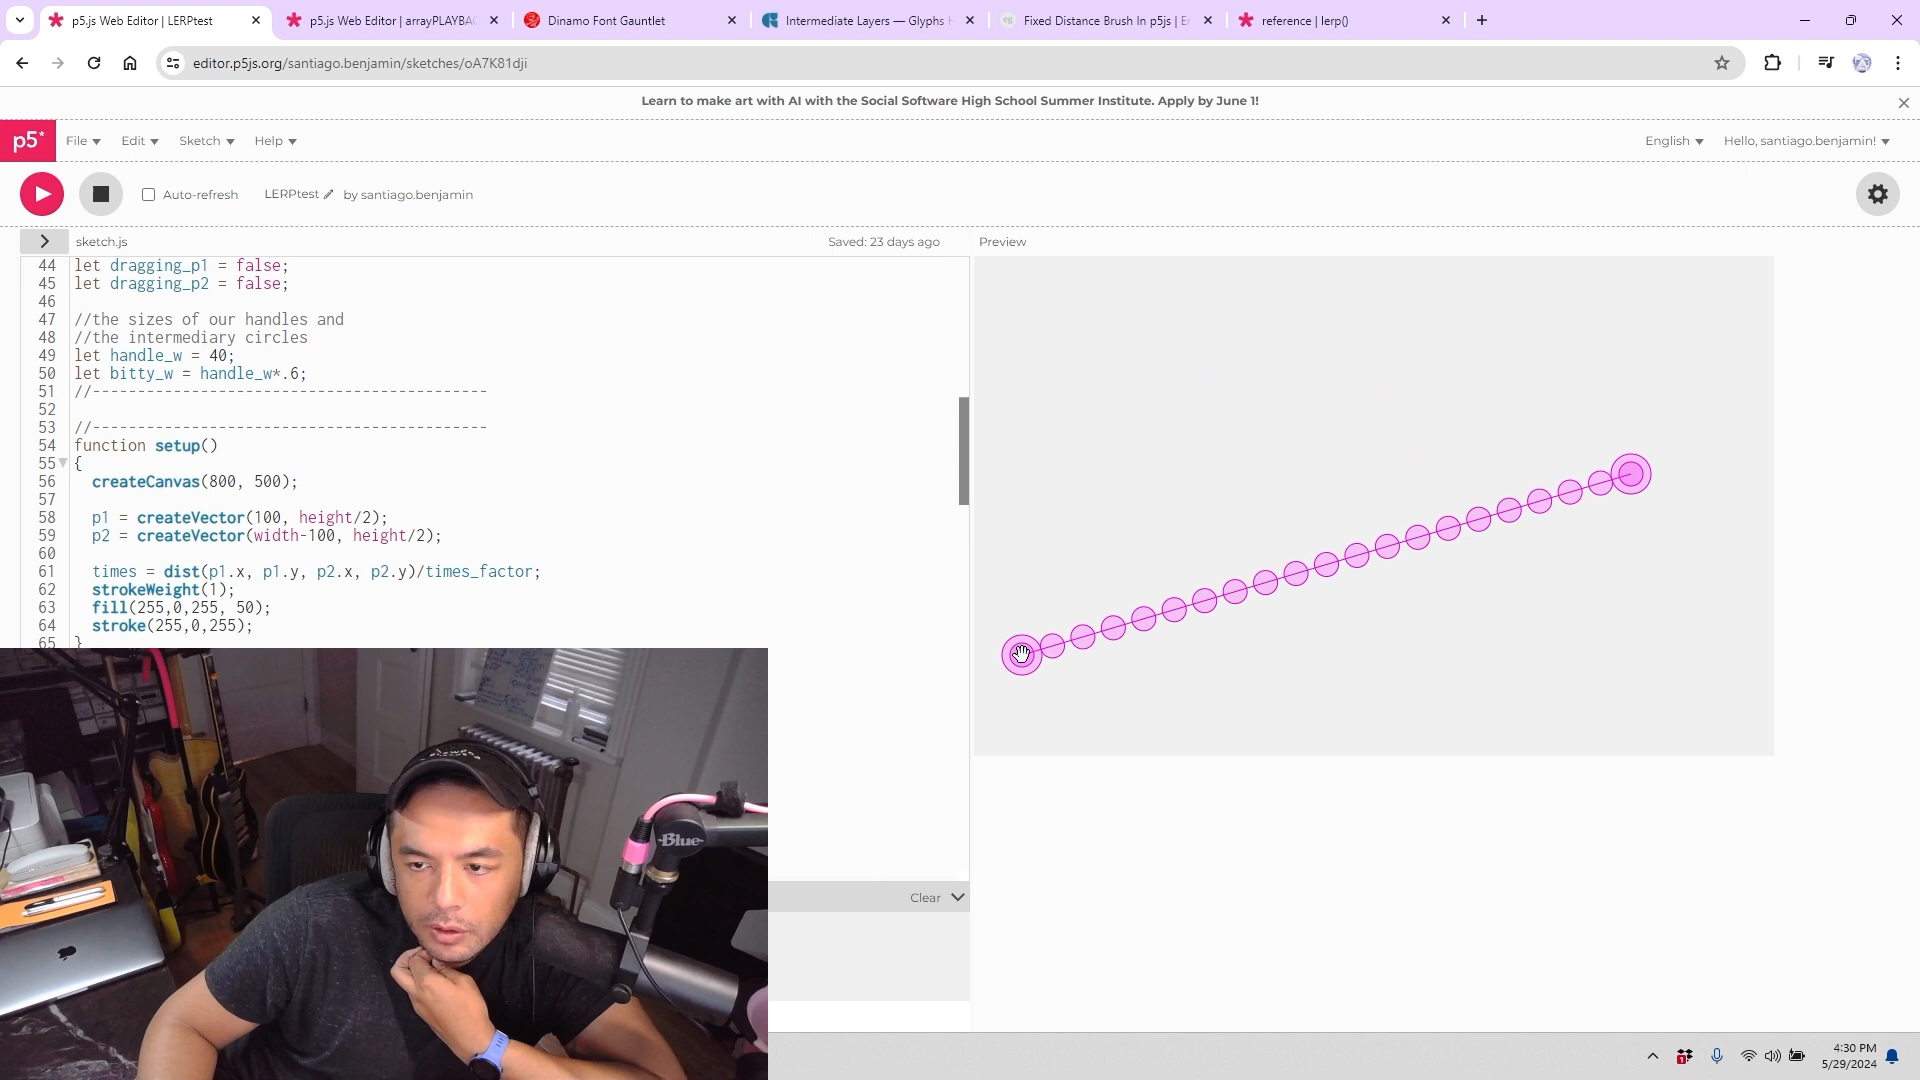 p5.js Web Editor | LERPtest
p5.js Web Editor | arrayPLAYBAC
Dinamo Font Gauntlet
Intermediate Layers — Glyphs
Fixed Distance Brush In p5js | E
reference | lerp()
editor.p5js.org/santiago.benjamin/sketches/oA7K81dji
Learn to make art with AI with the Social Software High School Summer Institute. Apply by June 1!
p5*
File
Edit
Sketch
Help
English
Hello, santiago.benjamin!
Auto-refresh
LERPtest
by santiago.benjamin
sketch.js
Saved: 23 days ago
Preview
44 let dragging_p1 = false;
45 let dragging_p2 = false;
46
47 //the sizes of our handles and
48 //the intermediary circles
49 let handle_w = 40;
50 let bitty_w = handle_w*.6;
51 //--------------------------------------------
52
53 //--------------------------------------------
54 function setup()
55 {
56 createCanvas(800, 500);
57
58 p1 = createVector(100, height/2);
59 p2 = createVector(width-100, height/2);
60
61 times = dist(p1.x, p1.y, p2.x, p2.y)/times_factor;
62 strokeWeight(1);
63 fill(255,0,255, 50);
64 stroke(255,0,255);
65 }
Blue
Clear
4:30 PM
5/29/2024